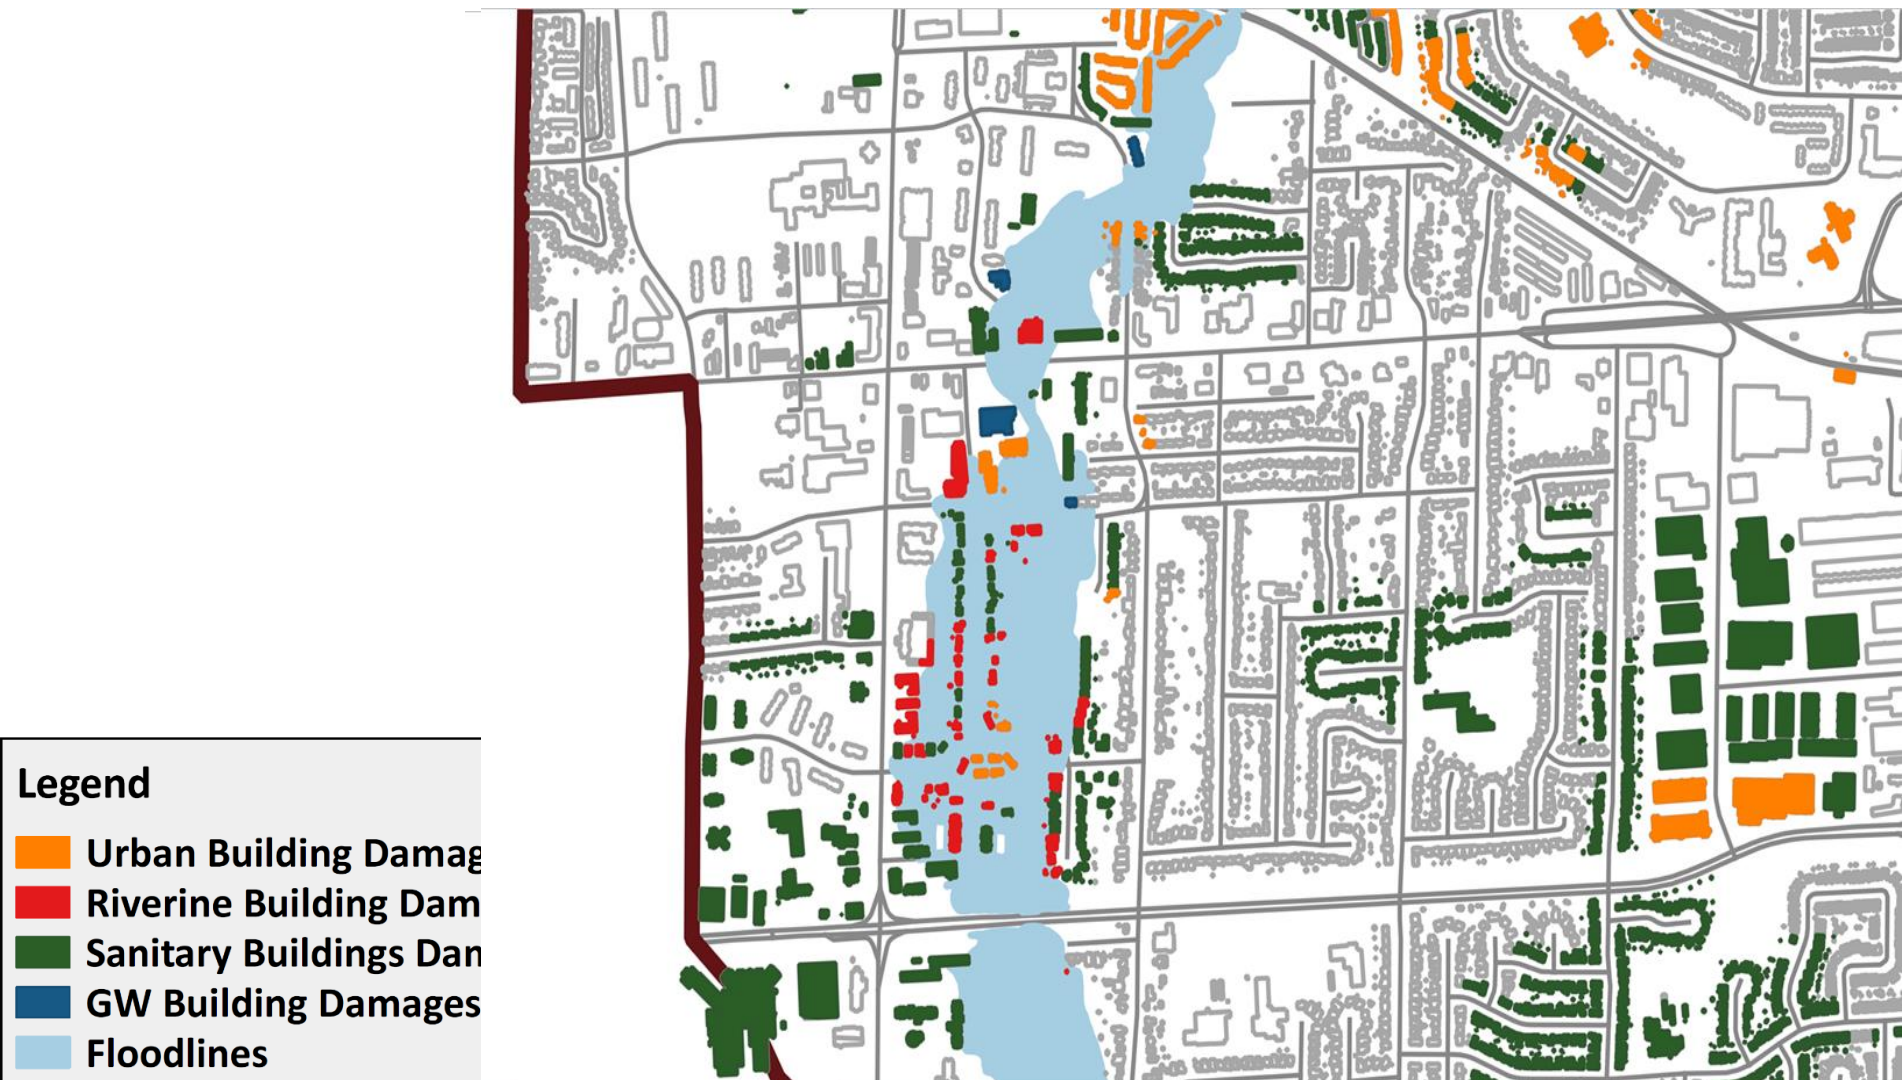 Legend
Urban Building Damag
Riverine Building Dam
Sanitary Buildings Dan
GW Building Damages
Floodlines